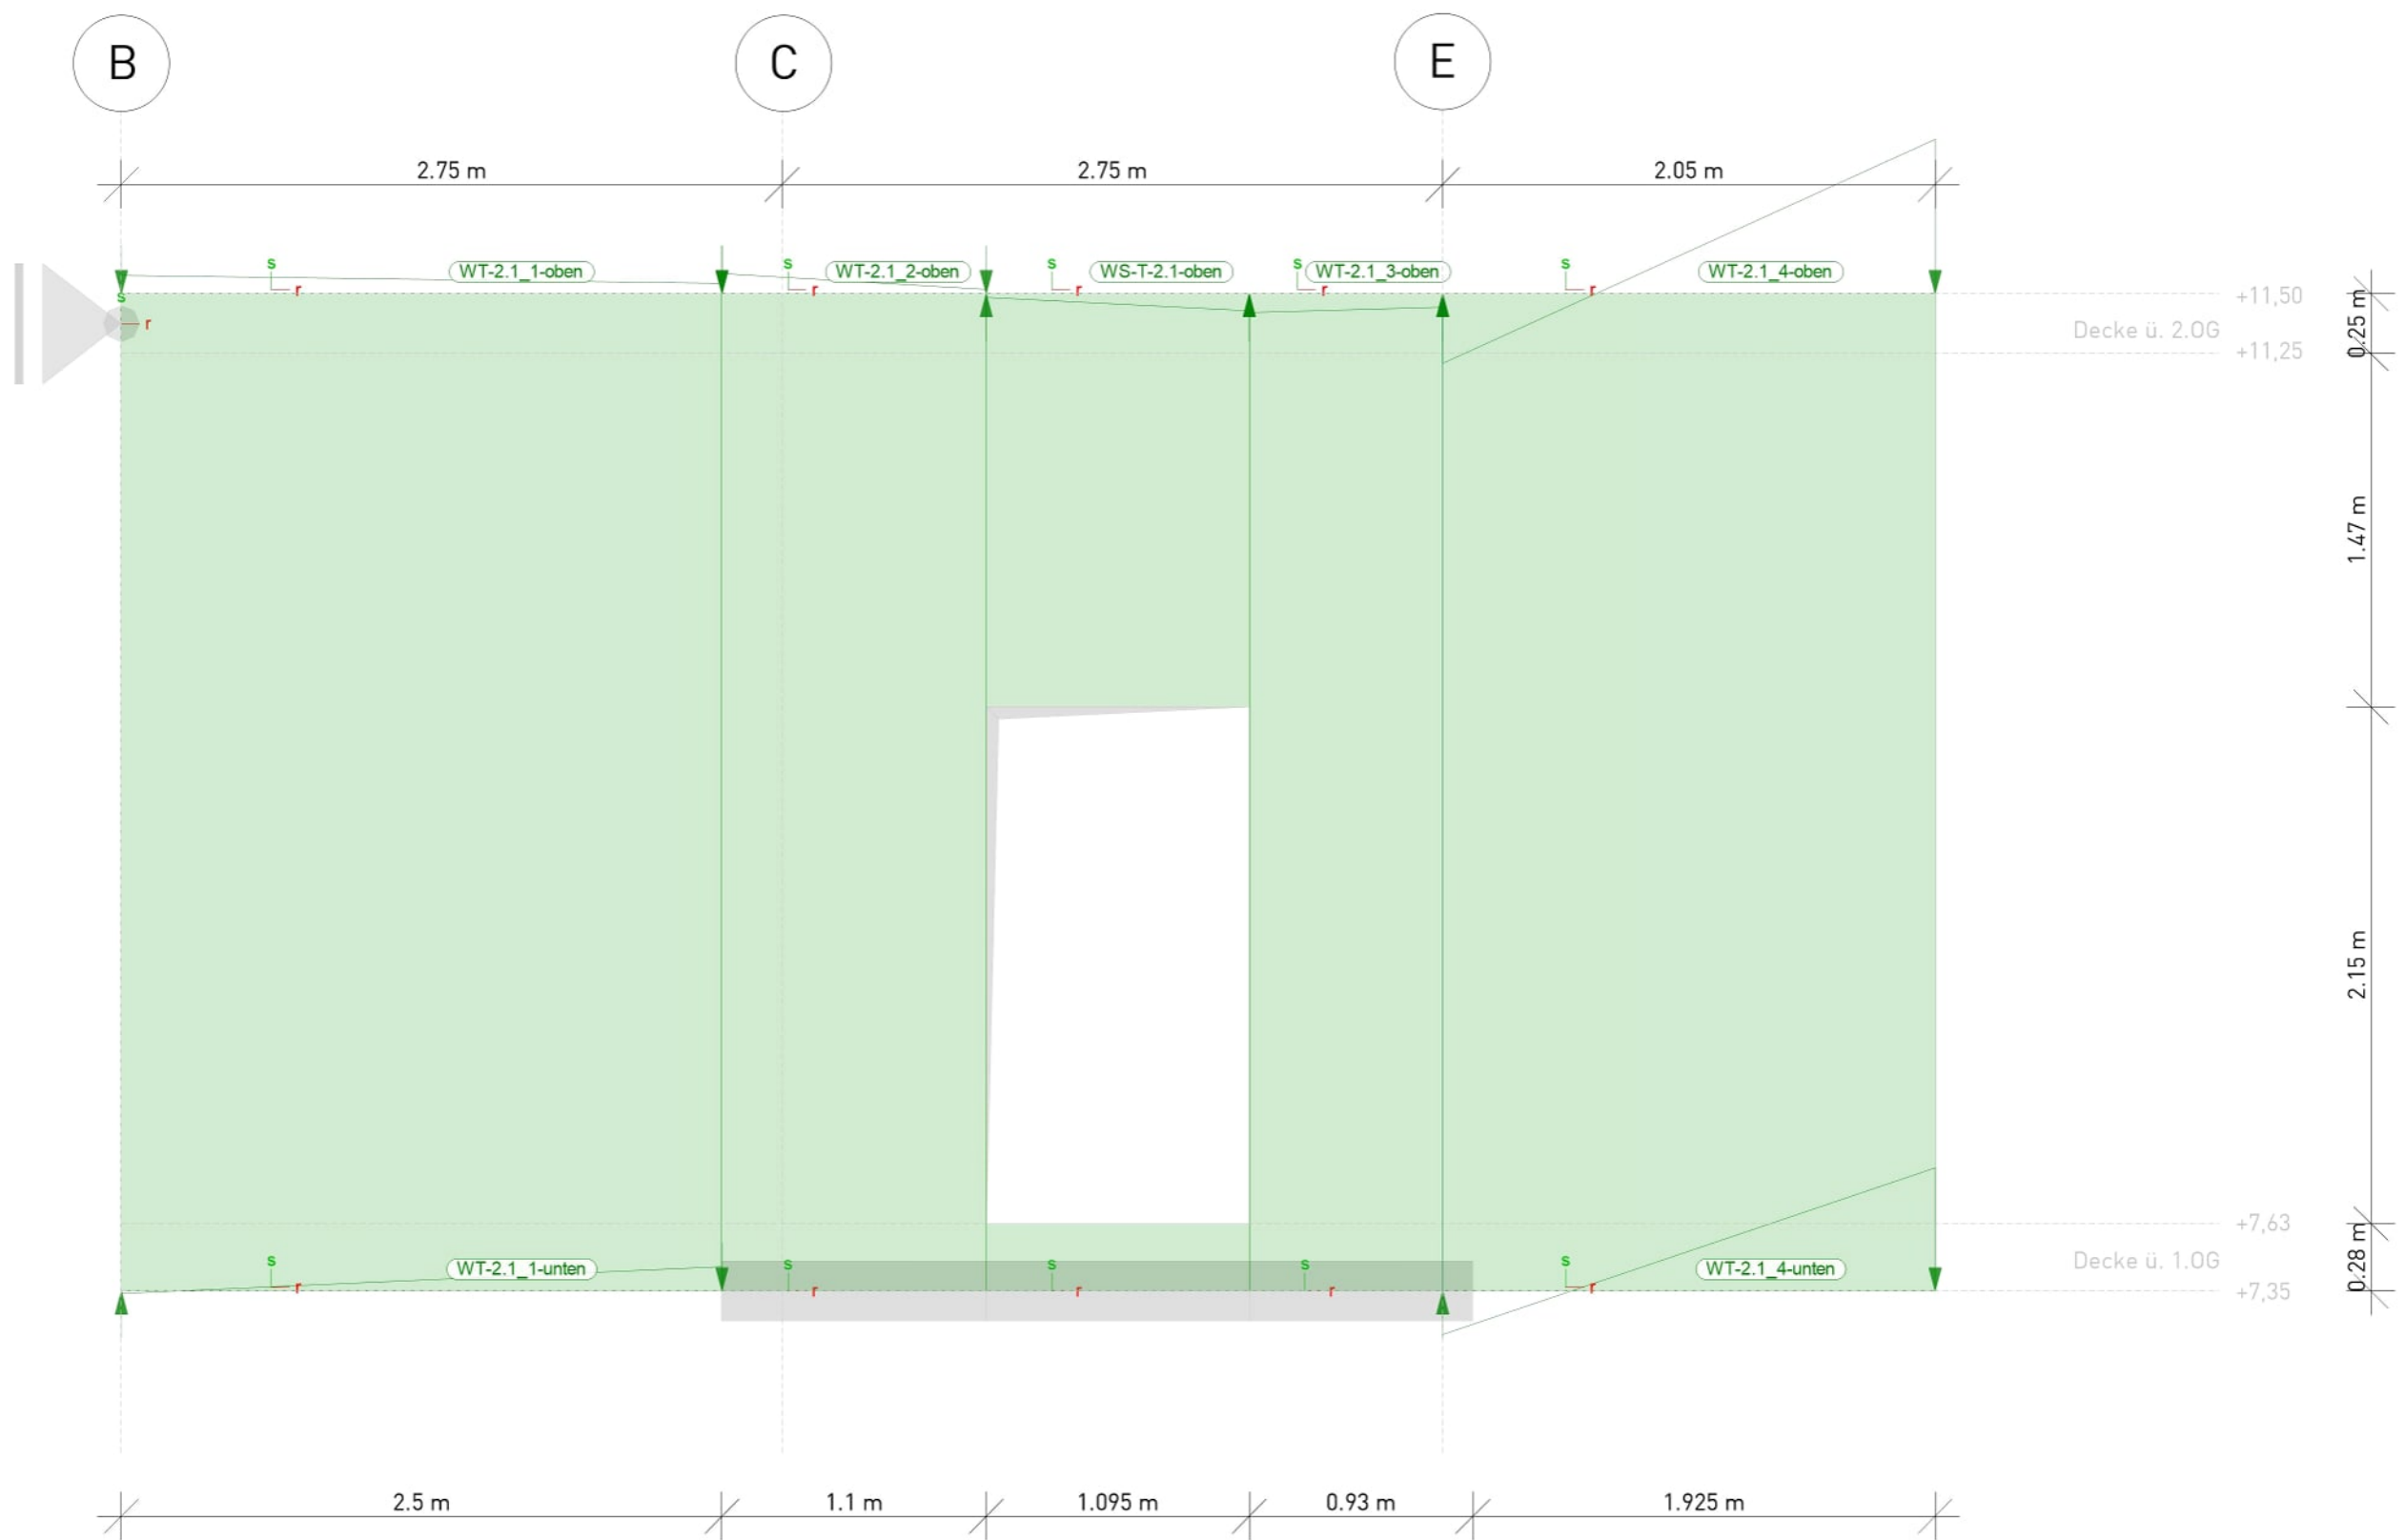 B
C
E
2.75 m
2.75 m
2.05 m
s
WT-2.1_1-oben
s
WT-2.1_2-oben
s
WS-T-2.1-oben
s
WT-2.1_3-oben
s
WT-2.1_4-oben
r
r
r
r
r
s
r
+11,50
Decke ü. 2.OG
+11,25
0.25 m
1.47 m
2.15 m
+7,63
Decke ü. 1.OG
+7,35
0.28 m
s
WT-2.1_1-unten
s
s
s
s
WT-2.1_4-unten
r
r
r
r
r
2.5 m
1.1 m
1.095 m
0.93 m
1.925 m